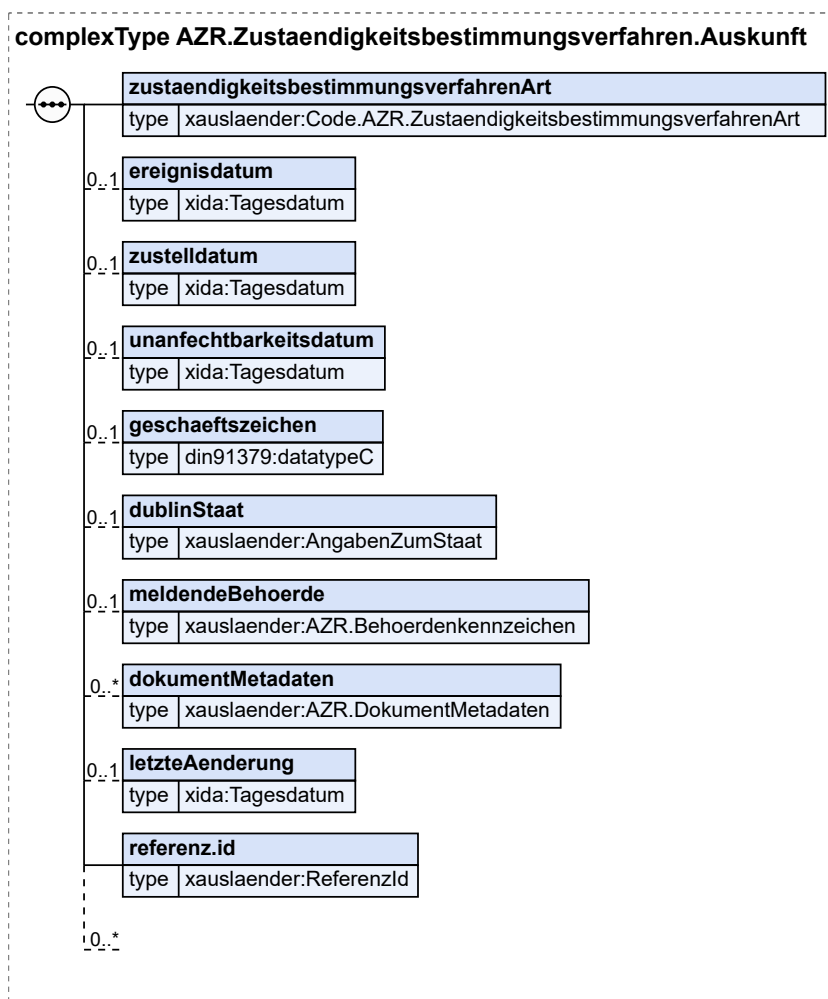 complexType AZR.Zustaendigkeitsbestimmungsverfahren.Auskunft
zustaendigkeitsbestimmungsverfahrenArt
type xauslaender:Code.AZR.ZustaendigkeitsbestimmungsverfahrenArt
0..1 ereignisdatum
type xida:Tagesdatum
0..1 zustelldatum
type xida:Tagesdatum
0..1 unanfechtbarkeitsdatum
type xida:Tagesdatum
0..1 geschaeftszeichen
type din91379:datatypeC
0..1 dublinStaat
type xauslaender:AngabenZumStaat
0..1 meldendeBehoerde
type xauslaender:AZR.Behoerdenkennzeichen
0..* dokumentMetadaten
type xauslaender:AZR.DokumentMetadaten
0..1 letzteAenderung
type xida:Tagesdatum
referenz.id
type xauslaender:ReferenzId
0..*